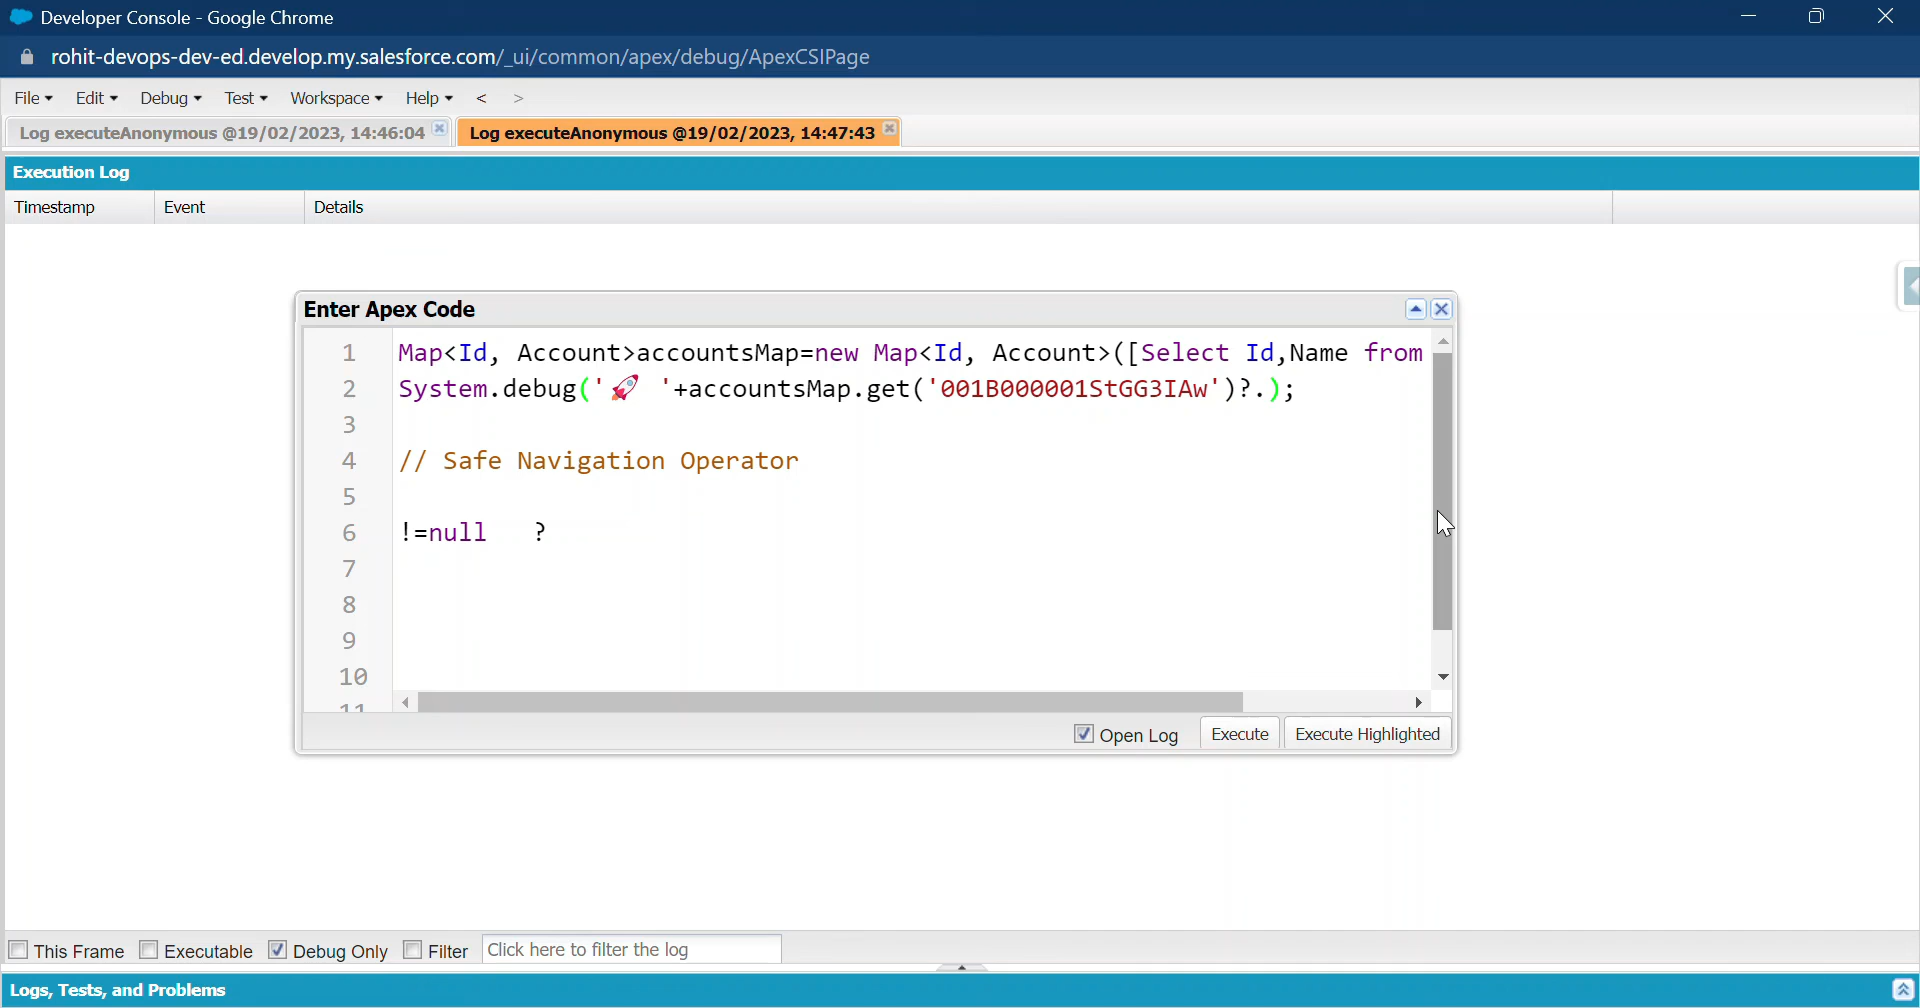 Developer Console - Google Chrome
rohit-devops-dev-ed.develop.my.salesforce.com/_ui/common/apex/debug/ApexCSIPage
File Edit Debug Test Workspace Help < >
Log executeAnonymous @19/02/2023, 14:46:04 Log executeAnonymous @19/02/2023, 14:47:43
Execution Log
Timestamp Event Details
Enter Apex Code
1 Map<Id, Account>accountsMap=new Map<Id, Account>([Select Id,Name from
2 System.debug('🚀 '+accountsMap.get('001B000001StGG3IAw')?.);
3
4 // Safe Navigation Operator
5
6 !=null ?
7
8
9
10
11
Open Log Execute Execute Highlighted
This Frame Executable Debug Only Filter Click here to filter the log
Logs, Tests, and Problems